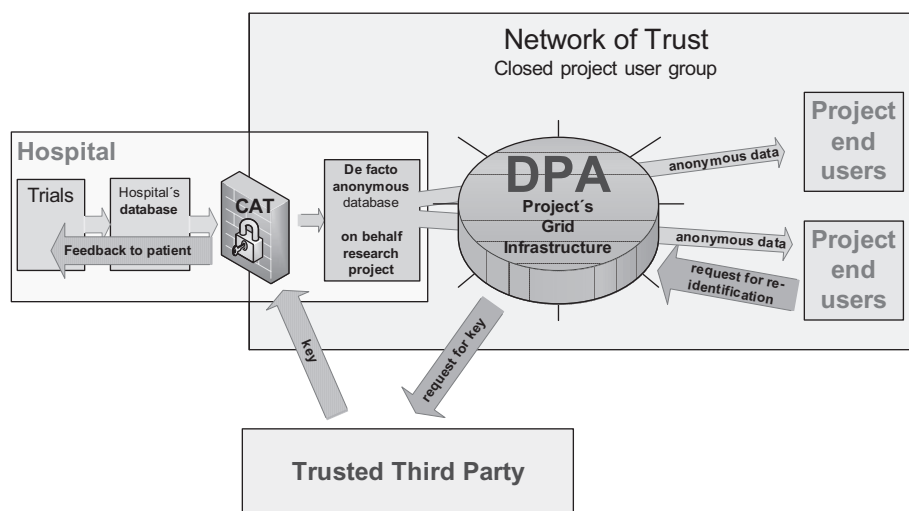 Network of Trust
Closed project user group
Hospital
Trials
Hospital´s
database
Feedback to patient
CAT
De facto
anonymous
database
on behalf
research
project
DPA
Project´s
Grid
Infrastructure
anonymous data
Project
end
users
anonymous data
request for re-
identification
Project
end
users
key
request for key
Trusted Third Party